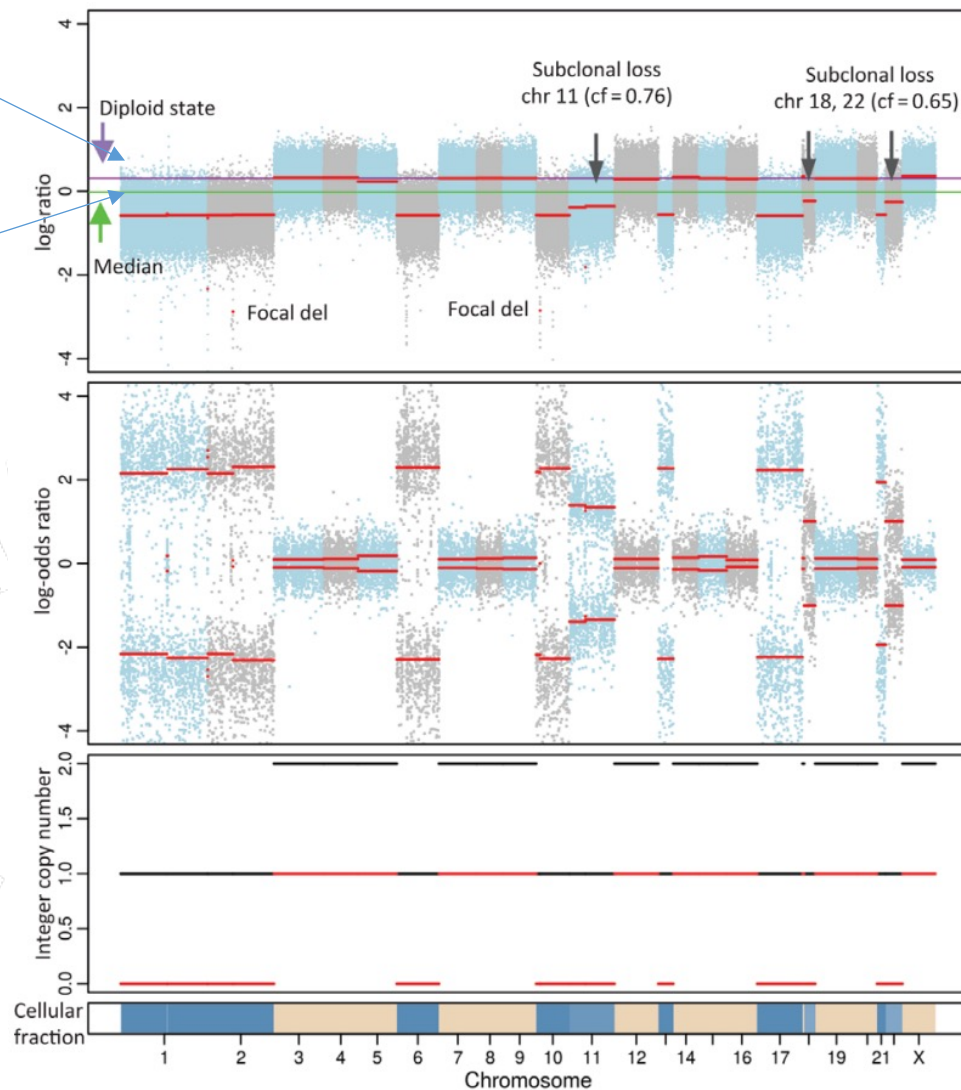 4
2
0
-2
-4
log-ratio
Diploid state
Median
Subclonal loss
chr 11 (cf = 0.76)
Subclonal loss
chr 18, 22 (cf = 0.65)
Focal del
Focal del
4
2
0
-2
-4
log-odds ratio
2.0
1.5
1.0
0.5
0.0
Integer copy number
Cellular
fraction
1 2 3 4 5 6 7 8 9 10 11 12 14 16 17 19 21 X
Chromosome